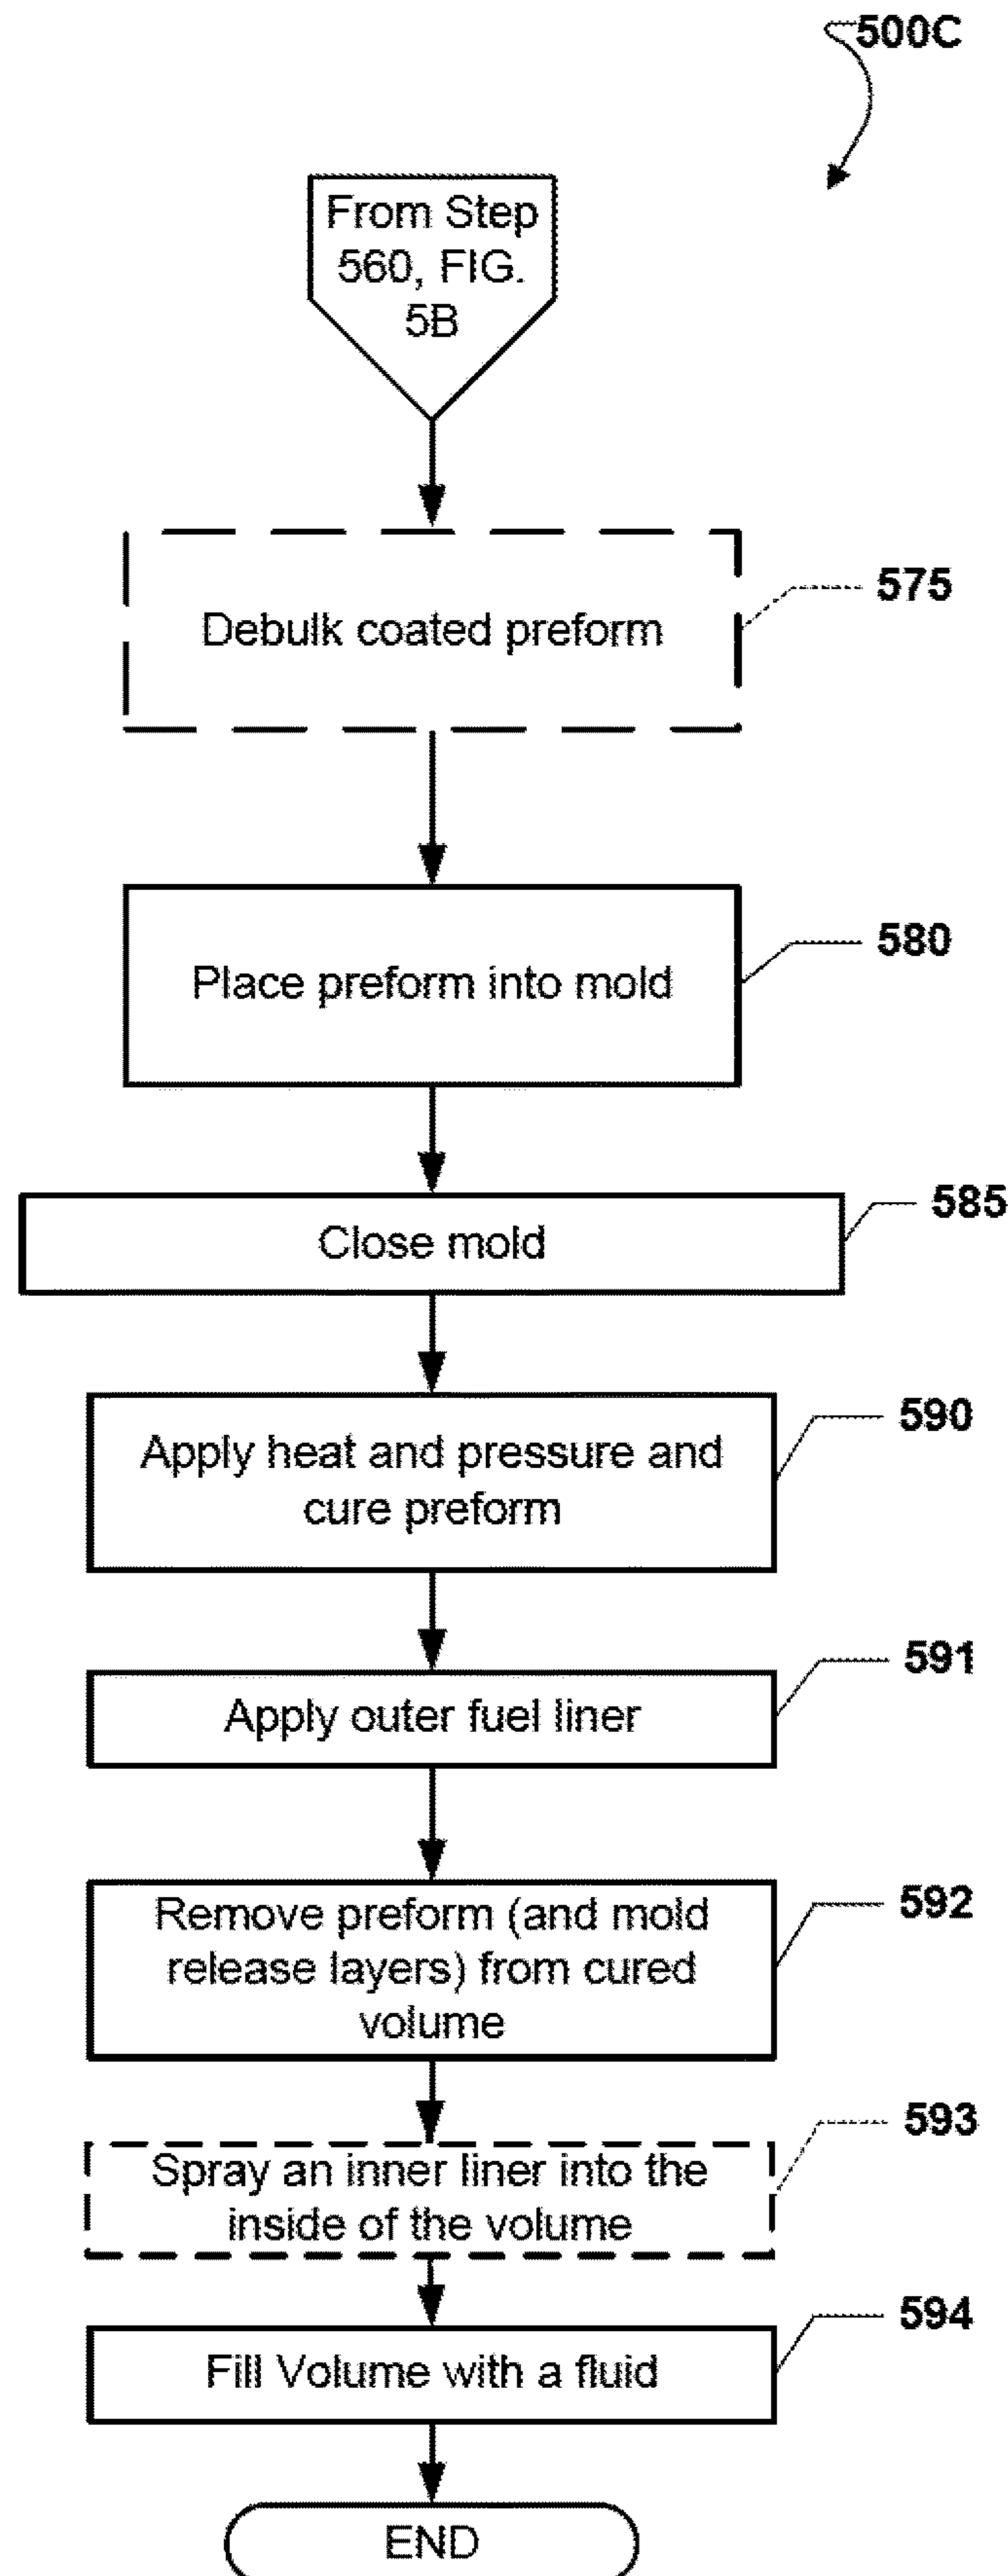 500C
From Step
560, FIG.
5B
575
Debulk coated preform
580
Place preform into mold
585
Close mold
590
Apply heat and pressure and
cure preform
591
Apply outer fuel liner
592
Remove preform (and mold
release layers) from cured
volume
593
Spray an inner liner into the
inside of the volume
594
Fill Volume with a fluid
END